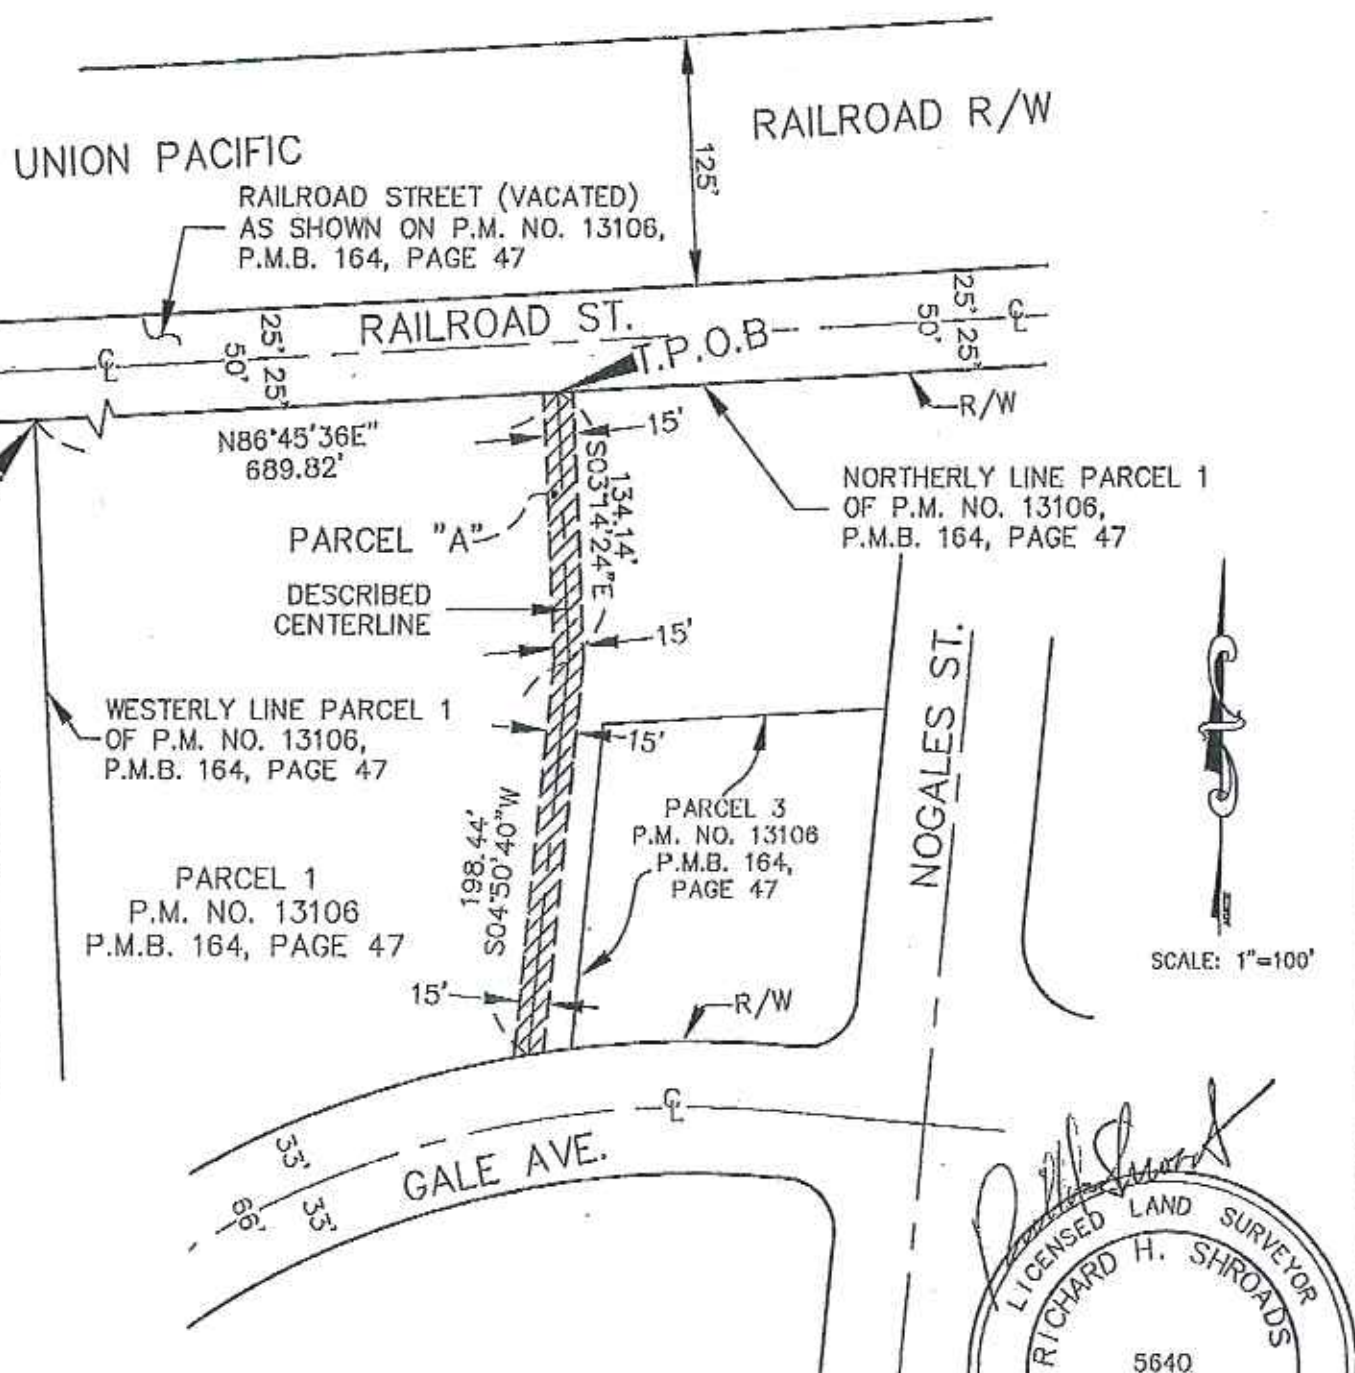 UNION PACIFIC
RAILROAD R/W
125'
RAILROAD STREET (VACATED)
AS SHOWN ON P.M. NO. 13106,
P.M.B. 164, PAGE 47
RAILROAD ST.
T.P.O.B
℄
25'
50'
25'
25'
50'
25'
℄
R/W
N86°45'36E"
689.82'
15'
134.14'
S03°14'24"E
NORTHERLY LINE PARCEL 1
OF P.M. NO. 13106,
P.M.B. 164, PAGE 47
PARCEL "A"
DESCRIBED
CENTERLINE
15'
WESTERLY LINE PARCEL 1
OF P.M. NO. 13106,
P.M.B. 164, PAGE 47
15'
NOGALES ST.
PARCEL 3
P.M. NO. 13106
P.M.B. 164,
PAGE 47
198.44'
S04°50'40"W
PARCEL 1
P.M. NO. 13106
P.M.B. 164, PAGE 47
15'
R/W
SCALE: 1"=100'
℄
33'
66'
33'
GALE AVE.
LICENSED LAND SURVEYOR
RICHARD H. SHROADS
5640